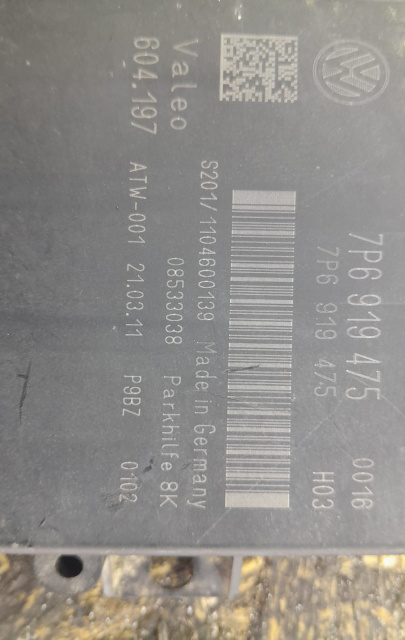 7P6 919 475 0016
7P6 919 475 H03
S201/1104600139 Made in Germany
Valeo 08533038 Parkhilfe 8K
604.197 ATW-001 21.03.11 P9BZ 0102